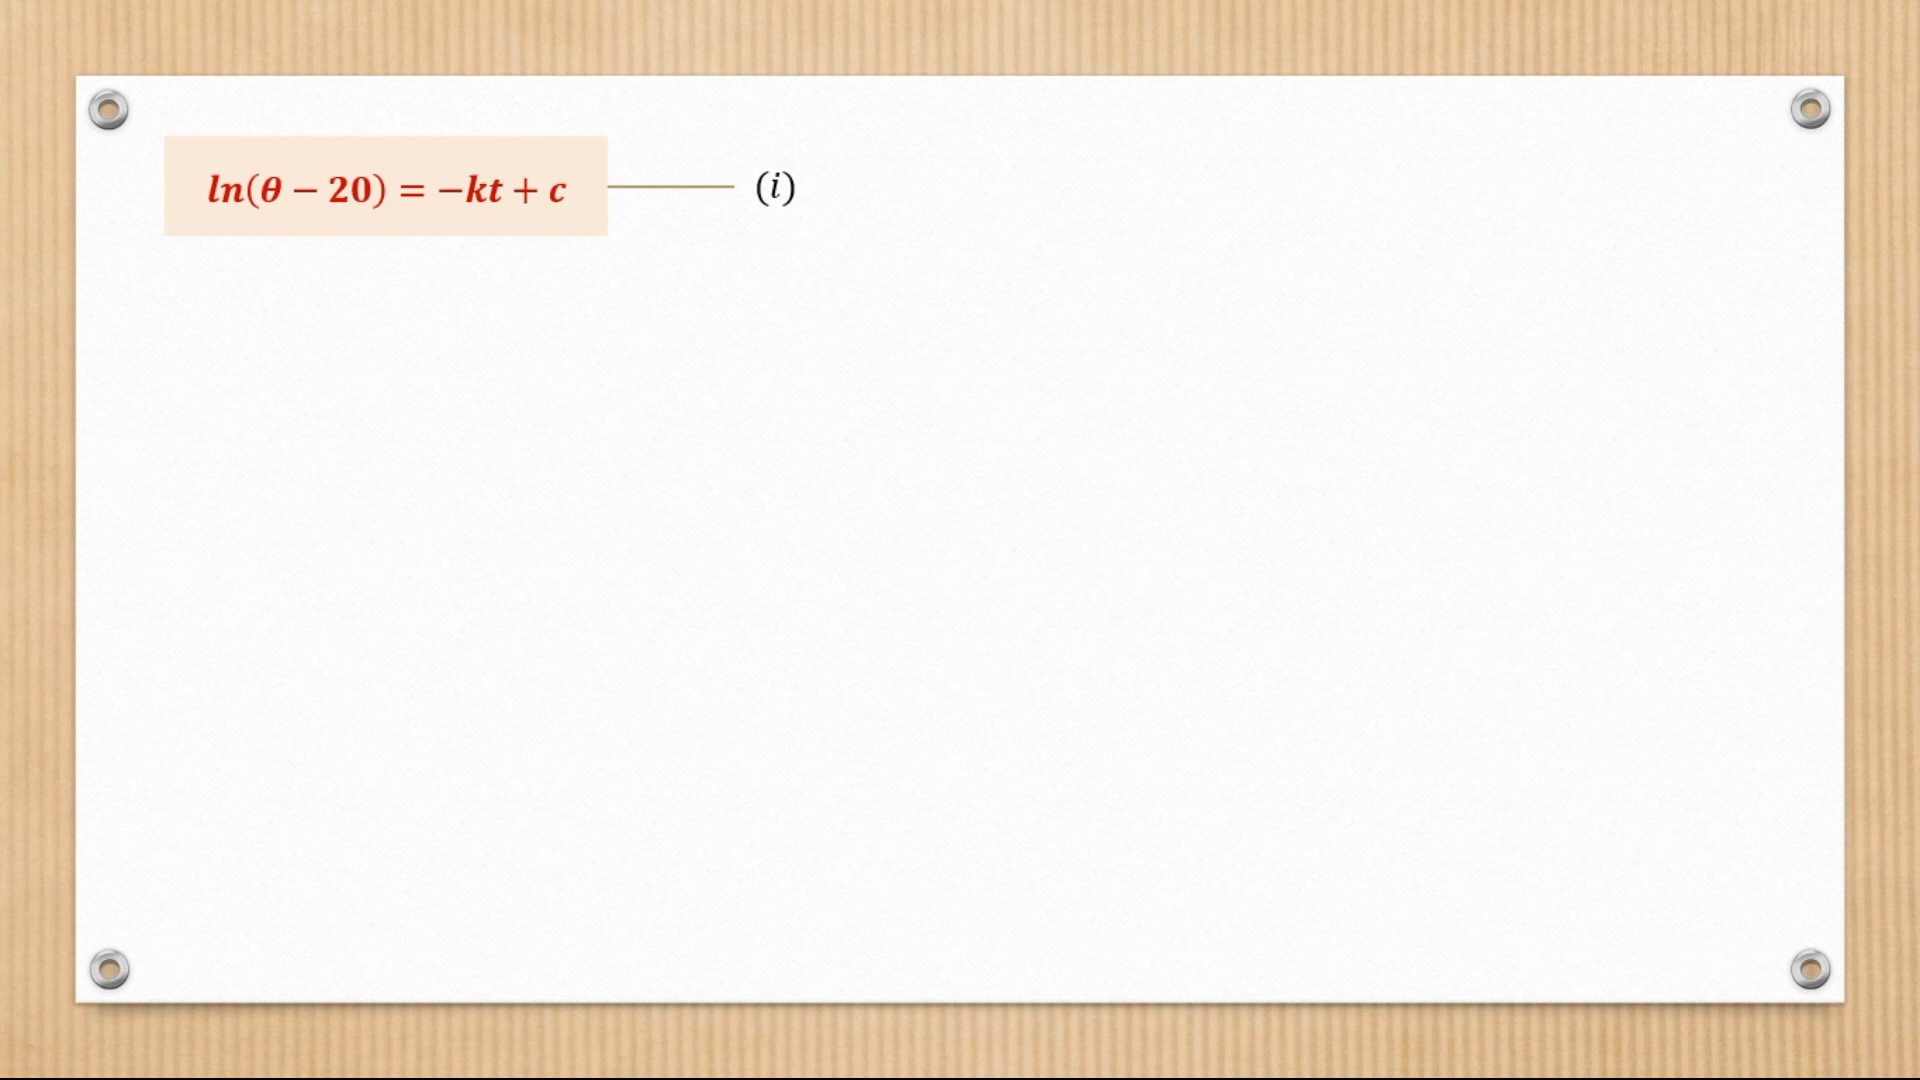 ln(θ − 20) = −kt + c (i)